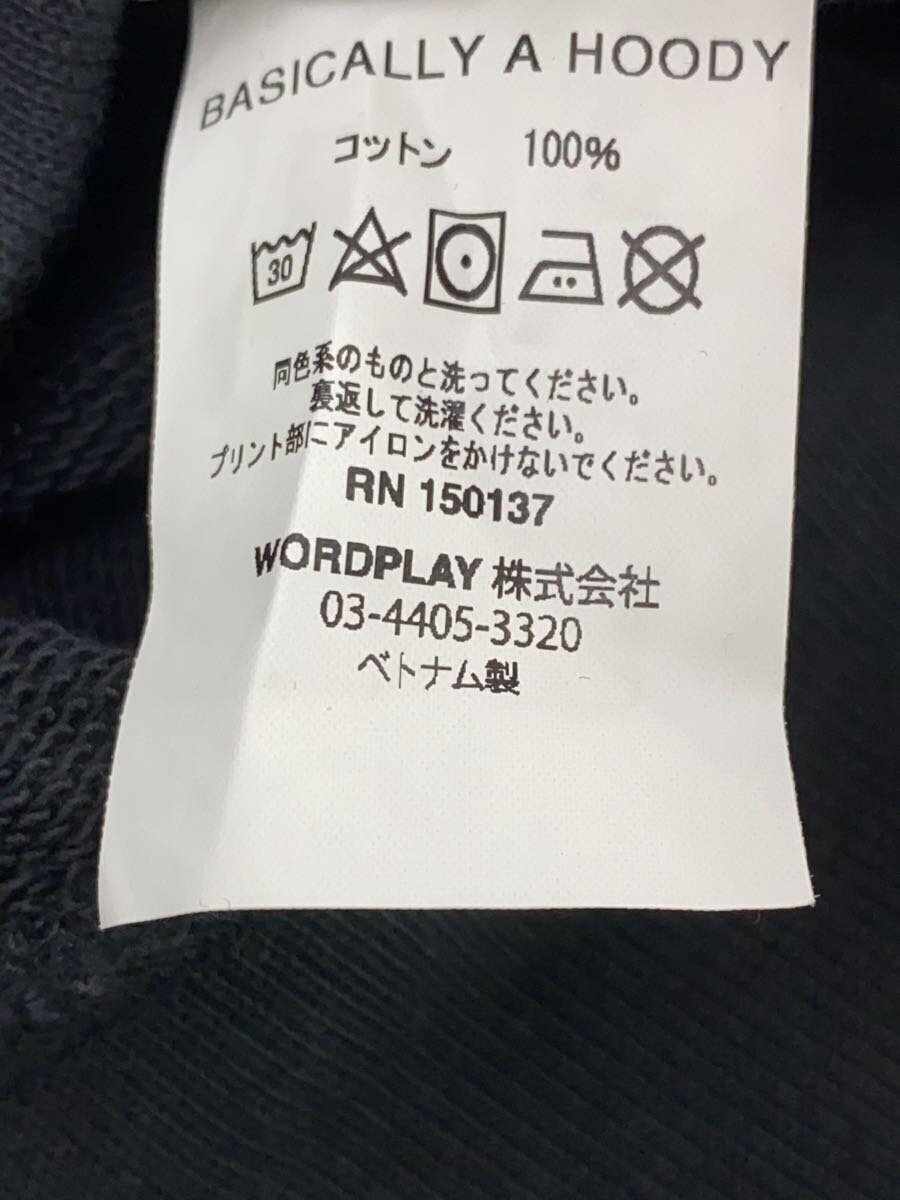 BASICALLY A HOODY
コットン 100%
30
同色系のものと洗ってください。
裏返して洗濯ください。
プリント部にアイロンをかけないでください。
RN 150137
WORDPLAY 株式会社
03-4405-3320
ベトナム製